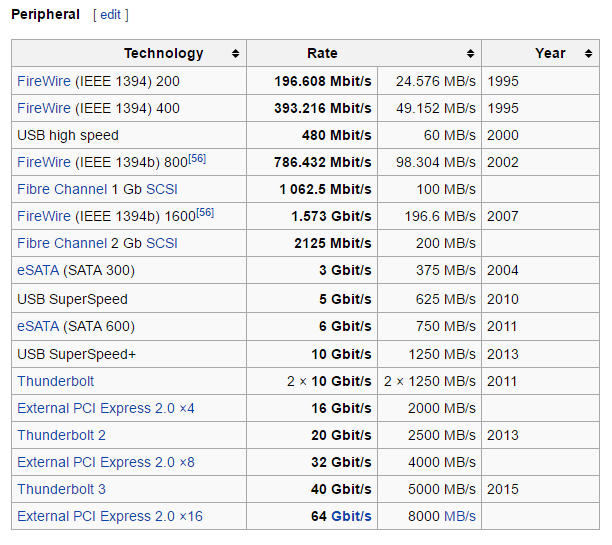 Peripheral [ edit ]
Technology Rate Year
FireWire (IEEE 1394) 200 196.608 Mbit/s 24.576 MB/s 1995
FireWire (IEEE 1394) 400 393.216 Mbit/s 49.152 MB/s 1995
USB high speed 480 Mbit/s 60 MB/s 2000
FireWire (IEEE 1394b) 800[56] 786.432 Mbit/s 98.304 MB/s 2002
Fibre Channel 1 Gb SCSI 1 062.5 Mbit/s 100 MB/s
FireWire (IEEE 1394b) 1600[56] 1.573 Gbit/s 196.6 MB/s 2007
Fibre Channel 2 Gb SCSI 2125 Mbit/s 200 MB/s
eSATA (SATA 300) 3 Gbit/s 375 MB/s 2004
USB SuperSpeed 5 Gbit/s 625 MB/s 2010
eSATA (SATA 600) 6 Gbit/s 750 MB/s 2011
USB SuperSpeed+ 10 Gbit/s 1250 MB/s 2013
Thunderbolt 2 × 10 Gbit/s 2 × 1250 MB/s 2011
External PCI Express 2.0 ×4 16 Gbit/s 2000 MB/s
Thunderbolt 2 20 Gbit/s 2500 MB/s 2013
External PCI Express 2.0 ×8 32 Gbit/s 4000 MB/s
Thunderbolt 3 40 Gbit/s 5000 MB/s 2015
External PCI Express 2.0 ×16 64 Gbit/s 8000 MB/s